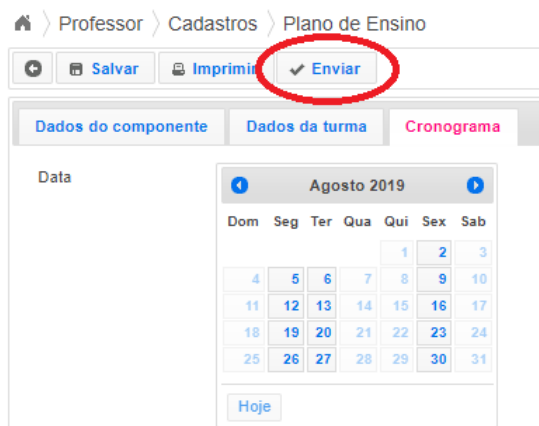 Professor Cadastros Plano de Ensino
Salvar Imprimir Enviar
Dados do componente Dados da turma Cronograma
Data
Agosto 2019
Dom Seg Ter Qua Qui Sex Sab
1 2 3
4 5 6 7 8 9 10
11 12 13 14 15 16 17
18 19 20 21 22 23 24
25 26 27 28 29 30 31
Hoje